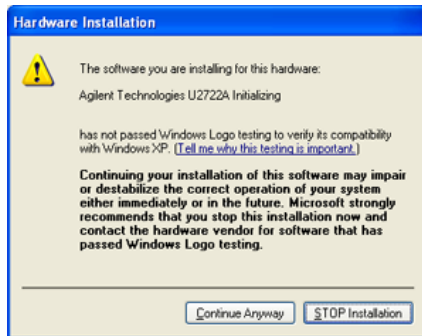 Hardware Installation
The software you are installing for this hardware:
Agilent Technologies U2722A Initializing
has not passed Windows Logo testing to verify its compatibility
with Windows XP. (Tell me why this testing is important.)
Continuing your installation of this software may impair
or destabilize the correct operation of your system
either immediately or in the future. Microsoft strongly
recommends that you stop this installation now and
contact the hardware vendor for software that has
passed Windows Logo testing.
Continue Anyway
STOP Installation